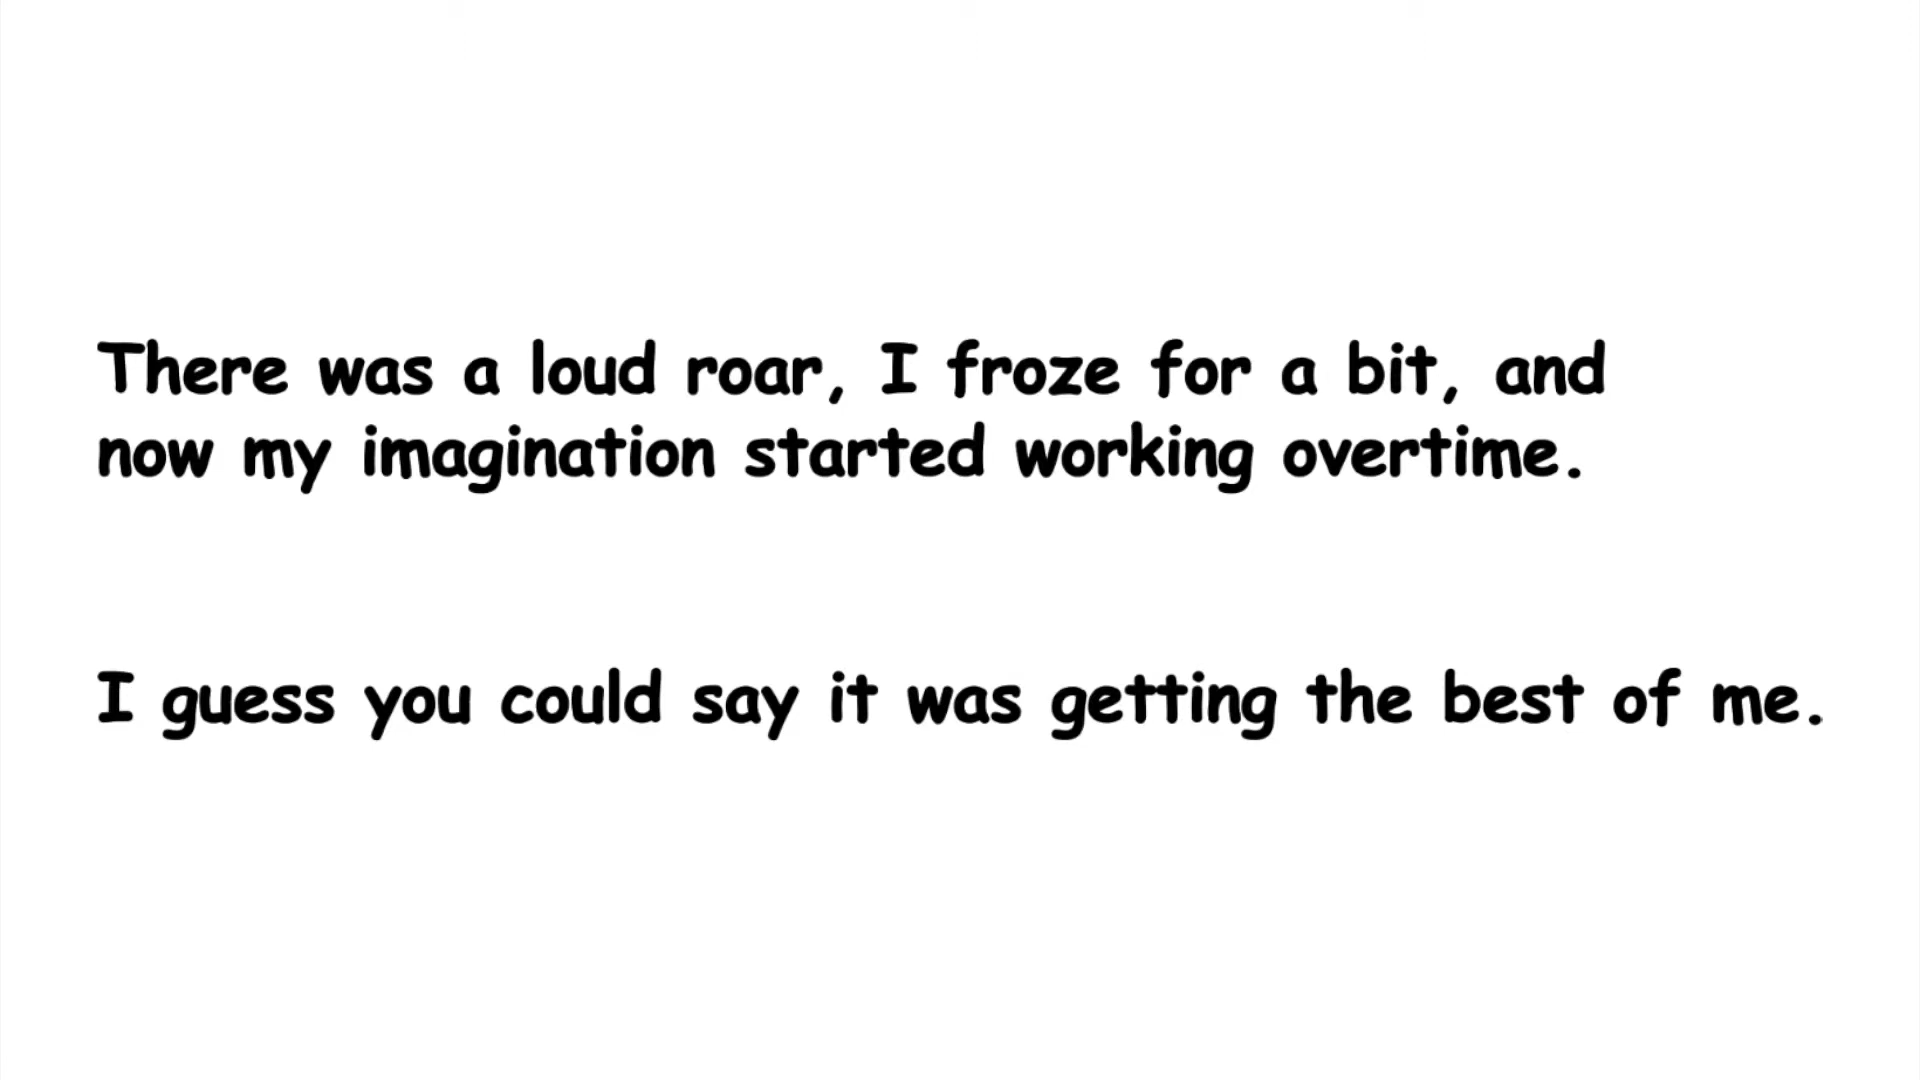 There was a loud roar, I froze for a bit, and
now my imagination started working overtime.
I guess you could say it was getting the best of me.